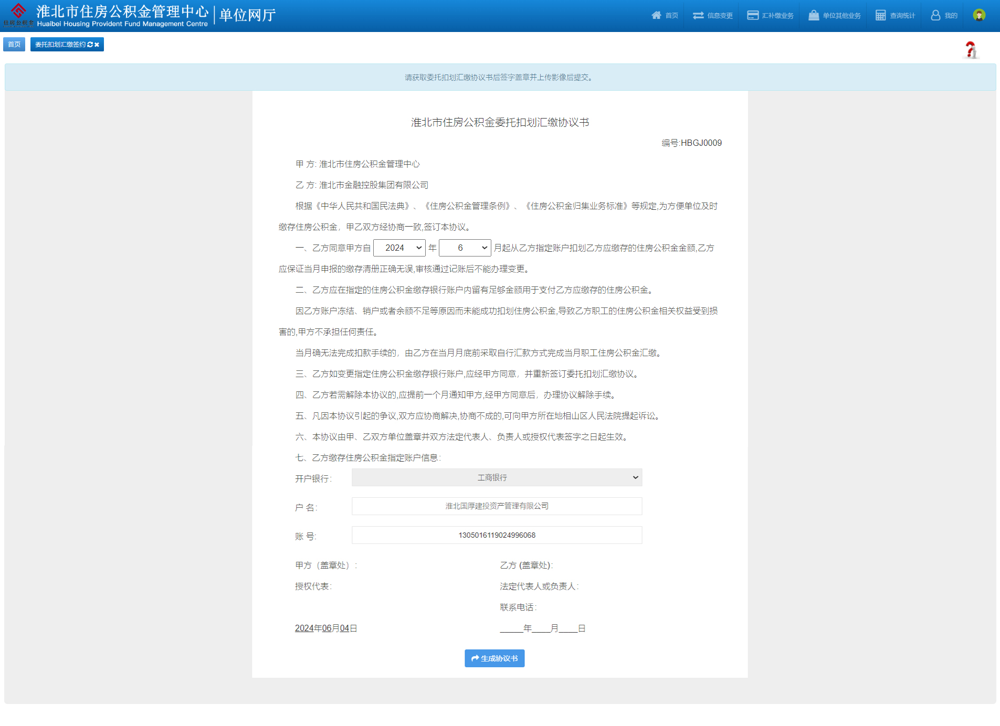 住房公积金
淮北市住房公积金管理中心 单位网厅
Huaibei Housing Provident Fund Management Centre
首页 信息变更 汇补缴业务 单位其他业务 查询统计 我的
首页 委托扣划汇缴签约
请获取委托扣划汇缴协议书后签字盖章并上传影像后提交。
淮北市住房公积金委托扣划汇缴协议书
编号:HBGJ0009
甲 方: 淮北市住房公积金管理中心
乙 方: 淮北市金融控股集团有限公司
根据《中华人民共和国民法典》、《住房公积金管理条例》、《住房公积金归集业务标准》等规定,为方便单位及时
缴存住房公积金，甲乙双方经协商一致,签订本协议。
一、乙方同意甲方自 2024 年 6 月起从乙方指定账户扣划乙方应缴存的住房公积金金额,乙方
应保证当月申报的缴存清册正确无误,审核通过记账后不能办理变更。
二、乙方应在指定的住房公积金缴存银行账户内留有足够金额用于支付乙方应缴存的住房公积金。
因乙方账户冻结、销户或者余额不足等原因而未能成功扣划住房公积金,导致乙方职工的住房公积金相关权益受到损
害的,甲方不承担任何责任。
当月确无法完成扣款手续的，由乙方在当月月底前采取自行汇款方式完成当月职工住房公积金汇缴。
三、乙方如变更指定住房公积金缴存银行账户,应经甲方同意，并重新签订委托扣划汇缴协议。
四、乙方若需解除本协议的,应提前一个月通知甲方,经甲方同意后，办理协议解除手续。
五、凡因本协议引起的争议,双方应协商解决,协商不成的,可向甲方所在地相山区人民法院提起诉讼。
六、本协议由甲、乙双方单位盖章并双方法定代表人、负责人或授权代表签字之日起生效。
七、乙方缴存住房公积金指定账户信息:
开户银行: 工商银行
户 名: 淮北国厚建投资产管理有限公司
账 号: 1305016119024996068
甲方（盖章处）: 乙方 (盖章处):
授权代表: 法定代表人或负责人:
联系电话:
2024年06月04日 _____年____月____日
生成协议书